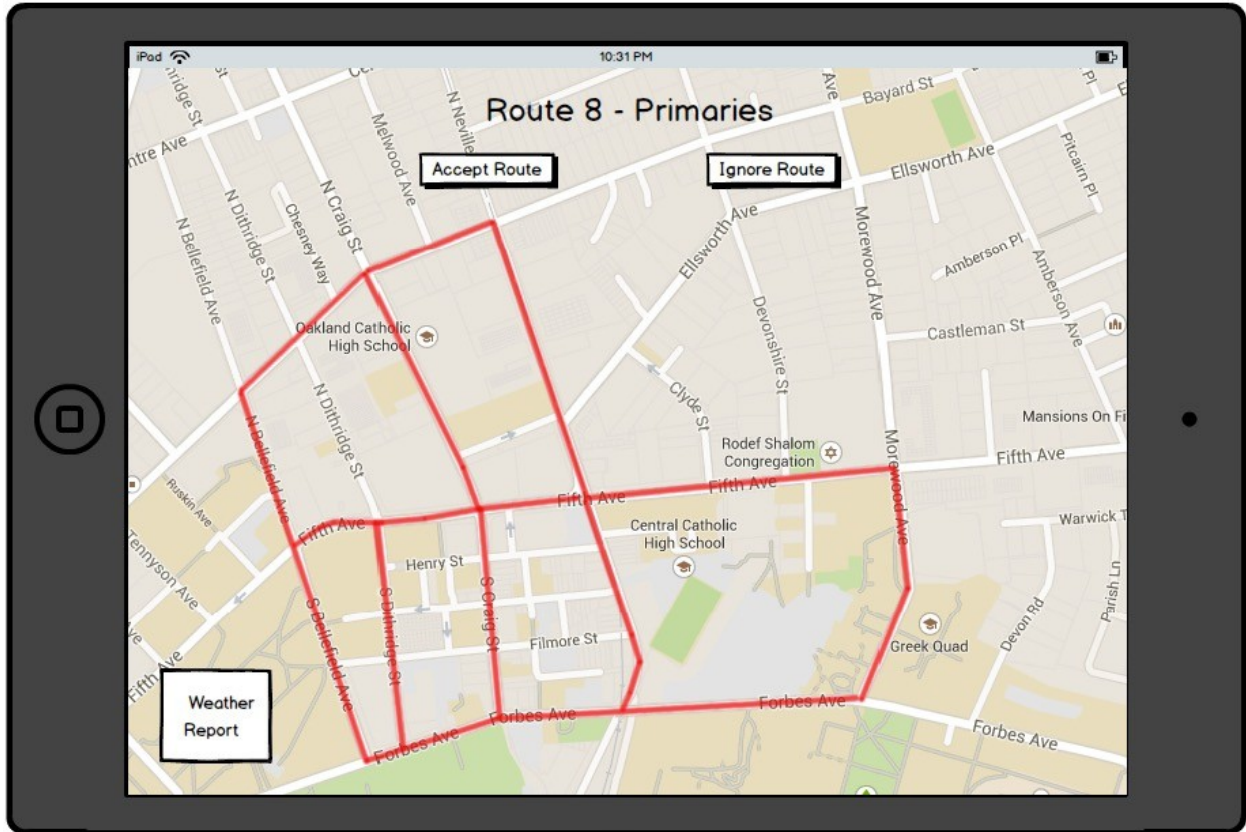 iPod
10:31 PM
Route 8 - Primaries
Accept Route
Ignore Route
Bayard St
Ellsworth Ave
Pitcairn Pl
N Neville
Melwood Ave
N Craig St
Chesney Way
N Dithridge St
N Bellefield Ave
ntre Ave
Ave
Ellsworth Ave
Morewood Ave
Amberson Pl
Amberson Ave
Castleman St
Devonshire St
Oakland Catholic
High School
Clyde St
N Dithridge St
N Bellefield Ave
Mansions On Fi
Rodef Shalom
Congregation
Morewood Ave
Fifth Ave
Fifth Ave
Fifth Ave
Fifth Ave
Ruskin Ave
Tennyson Ave
Central Catholic
High School
Warwick T
Henry St
S Bellefield Ave
S Dithridge St
S Craig St
Filmore St
Devon Rd
Parish Ln
Greek Quad
Fifth Ave
Weather
Report
Forbes Ave
Forbes Ave
Forbes Ave
Forbes Ave